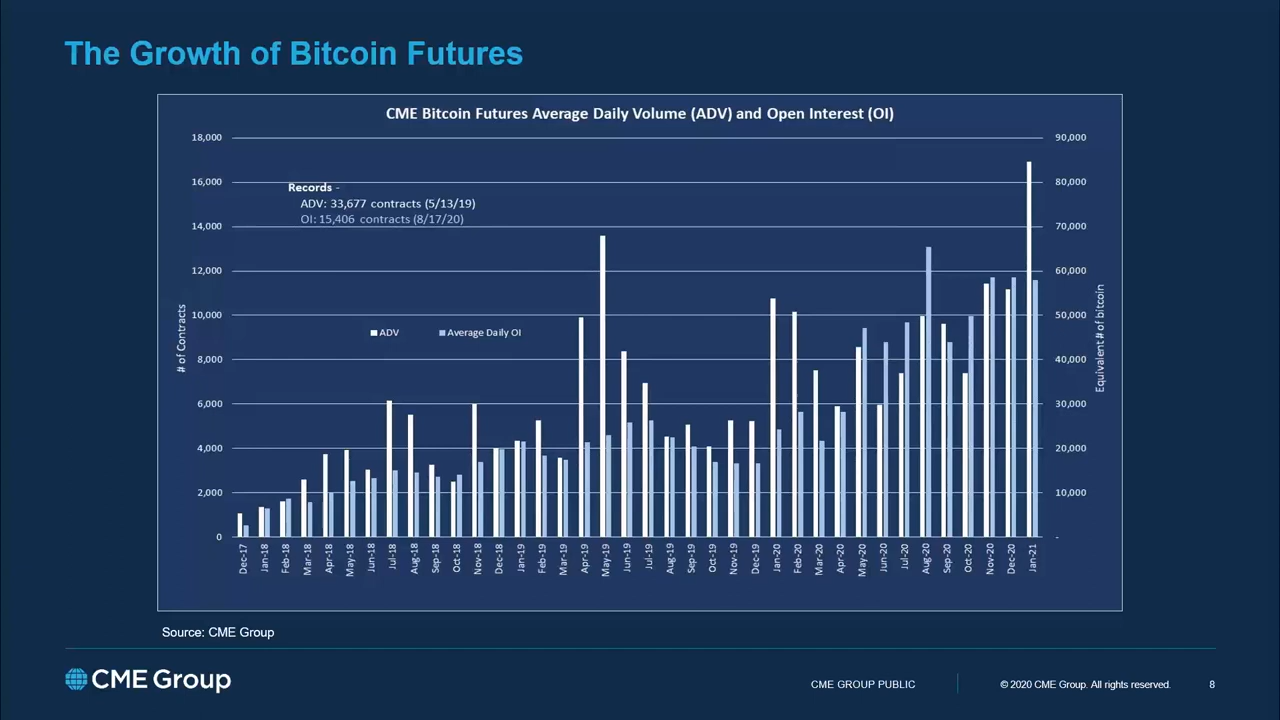 The Growth of Bitcoin Futures
CME Bitcoin Futures Average Daily Volume (ADV) and Open Interest (OI)
18,000
16,000
14,000
12,000
10,000
8,000
6,000
4,000
2,000
0
# of Contracts
Records -
ADV: 33,677 contracts (5/13/19)
OI: 15,406 contracts (8/17/20)
ADV
Average Daily OI
90,000
80,000
70,000
60,000
50,000
40,000
30,000
20,000
10,000
-
Equivalent # of bitcoin
Dec-17
Jan-18
Feb-18
Mar-18
Apr-18
May-18
Jun-18
Jul-18
Aug-18
Sep-18
Oct-18
Nov-18
Dec-18
Jan-19
Feb-19
Mar-19
Apr-19
May-19
Jun-19
Jul-19
Aug-19
Sep-19
Oct-19
Nov-19
Dec-19
Jan-20
Feb-20
Mar-20
Apr-20
May-20
Jun-20
Jul-20
Aug-20
Sep-20
Oct-20
Nov-20
Dec-20
Jan-21
Source: CME Group
CME Group
CME GROUP PUBLIC
© 2020 CME Group. All rights reserved.
8